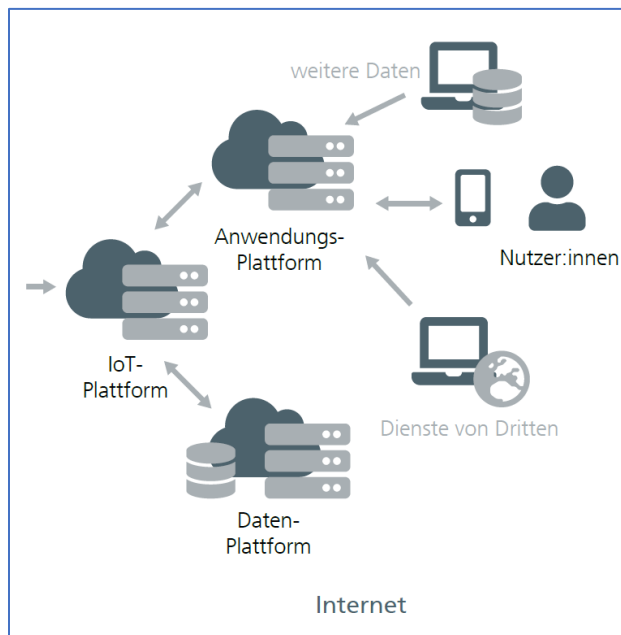 weitere Daten
Anwendungs-
Plattform
Nutzer:innen
IoT-
Plattform
Dienste von Dritten
Daten-
Plattform
Internet